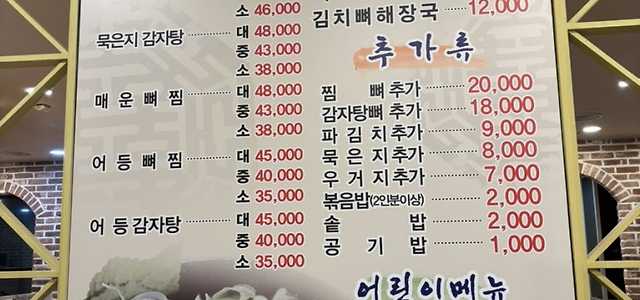 소 46,000
묵은지 감자탕 대 48,000
중 43,000
소 38,000
매운뼈찜 대 48,000
중 43,000
소 38,000
어등뼈찜 대 45,000
중 40,000
소 35,000
어등감자탕 대 45,000
중 40,000
소 35,000
김치뼈해장국 12,000
추가류
찜뼈추가 20,000
감자탕뼈추가 18,000
파김치추가 9,000
묵은지추가 8,000
우거지추가 7,000
볶음밥(2인분이상) 2,000
솥밥 2,000
공기밥 1,000
어린이메뉴